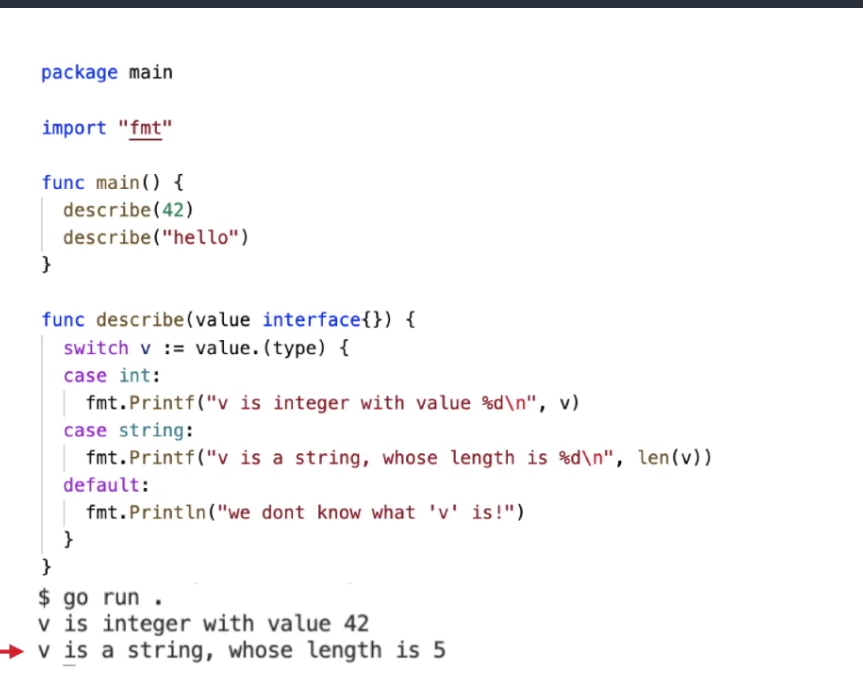 package main
import "fmt"
func main() {
describe(42)
describe("hello")
}
func describe(value interface{}) {
switch v := value.(type) {
case int:
fmt.Printf("v is integer with value %d\n", v)
case string:
fmt.Printf("v is a string, whose length is %d\n", len(v))
default:
fmt.Println("we dont know what 'v' is!")
}
}
$ go run .
v is integer with value 42
v is a string, whose length is 5